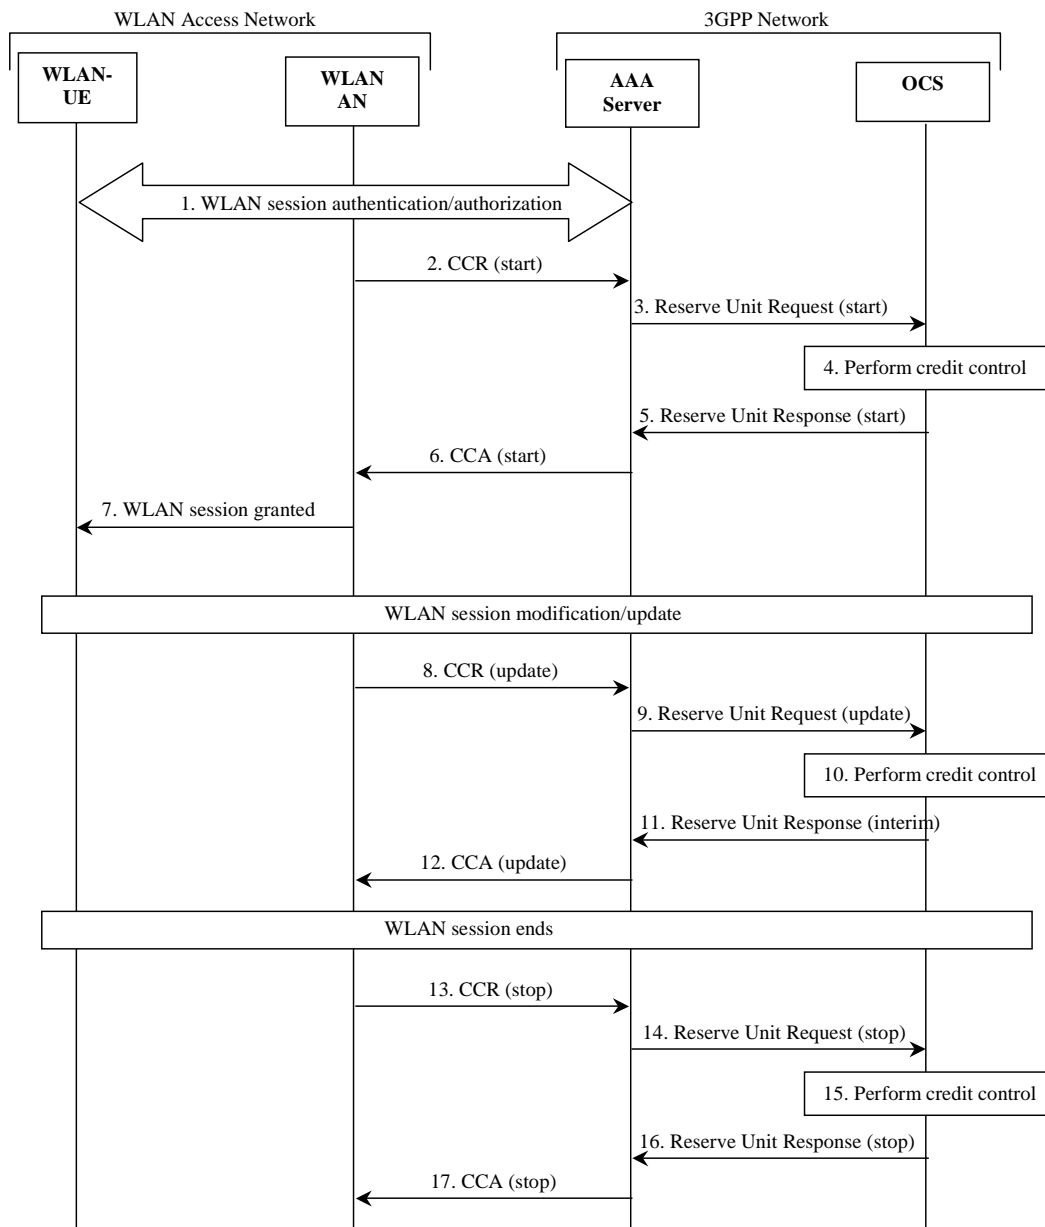 WLAN Access Network
3GPP Network
WLAN-
UE
WLAN
AN
AAA
Server
OCS
1. WLAN session authentication/authorization
2. CCR (start)
3. Reserve Unit Request (start)
4. Perform credit control
5. Reserve Unit Response (start)
6. CCA (start)
7. WLAN session granted
WLAN session modification/update
8. CCR (update)
9. Reserve Unit Request (update)
10. Perform credit control
11. Reserve Unit Response (interim)
12. CCA (update)
WLAN session ends
13. CCR (stop)
14. Reserve Unit Request (stop)
15. Perform credit control
16. Reserve Unit Response (stop)
17. CCA (stop)